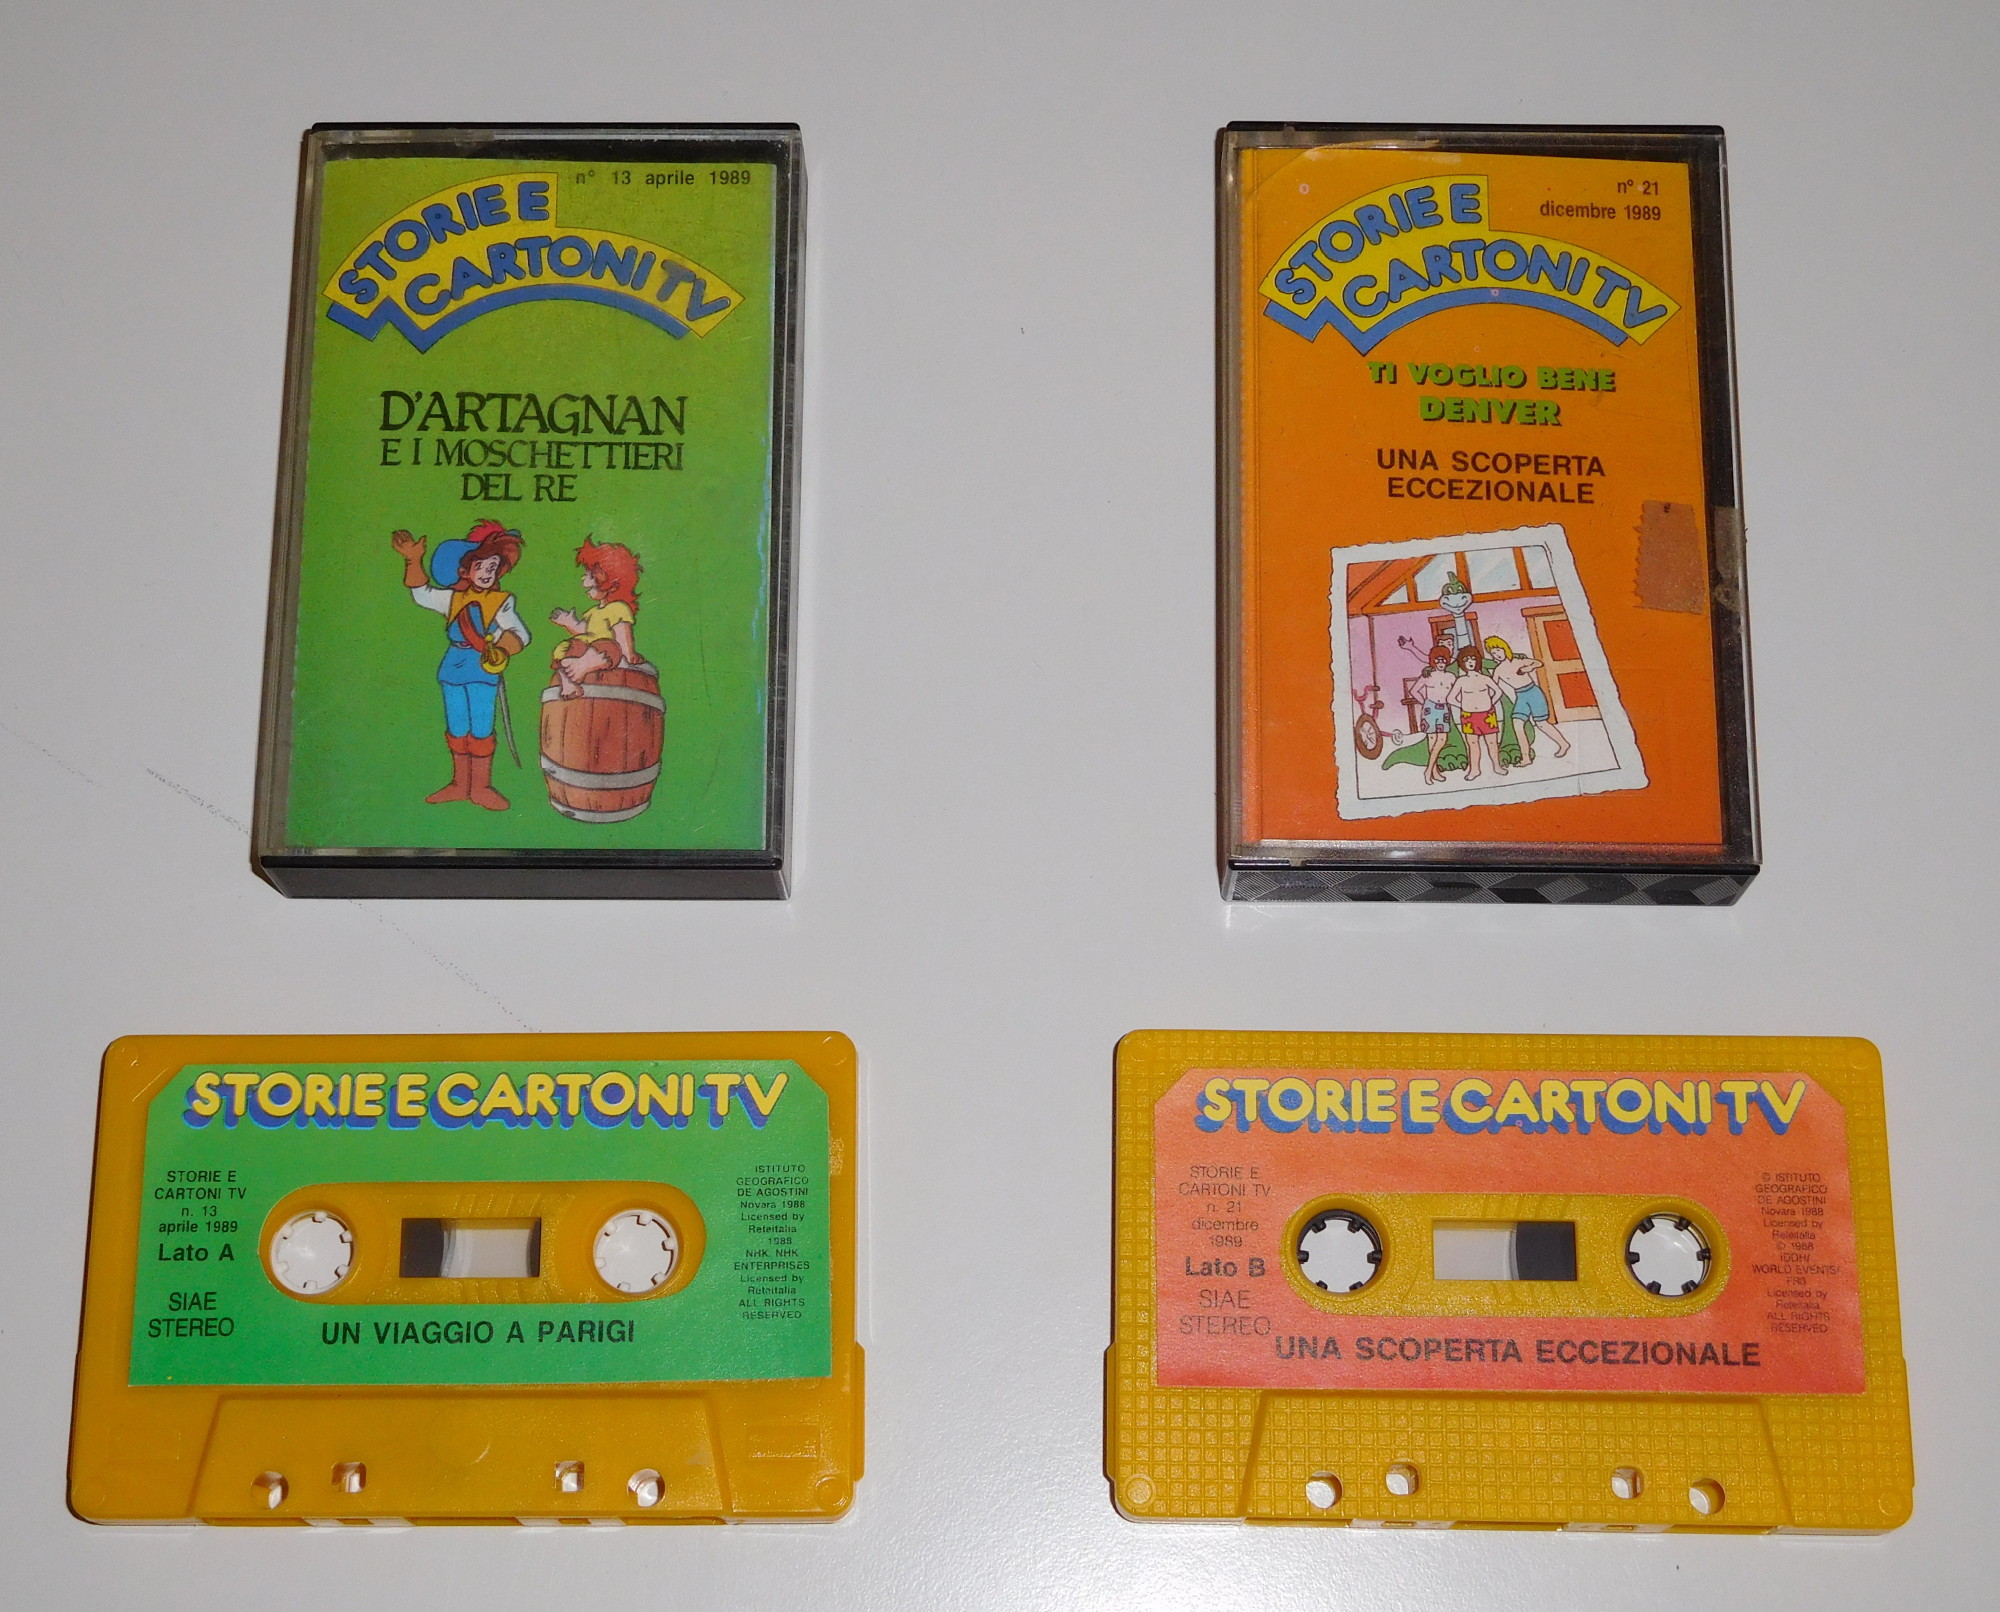 n° 13 aprile 1989
STORIE E
CARTONI TV
D'ARTAGNAN
E I MOSCHETTIERI
DEL RE
n° 21
dicembre 1989
STORIE E
CARTONI TV
TI VOGLIO BENE
DENVER
UNA SCOPERTA
ECCEZIONALE
STORIE E CARTONI TV
STORIE E
CARTONI TV
n. 13
aprile 1989
Lato A
SIAE
STEREO
ISTITUTO
GEOGRAFICO
DE AGOSTINI
Novara 1988
Licensed by
Reteitalia
1988
NHK, NHK
ENTERPRISES
Licensed by
Reteitalia
ALL RIGHTS
RESERVED
UN VIAGGIO A PARIGI
STORIE E CARTONI TV
STORIE E
CARTONI TV
n. 21
dicembre
1989
Lato B
SIAE
STEREO
© ISTITUTO
GEOGRAFICO
DE AGOSTINI
Novara 1988
Licensed by
Reteitalia
© 1988
IDDH/
WORLD EVENTS/
FR3
Licensed by
Reteitalia
ALL RIGHTS
RESERVED
UNA SCOPERTA ECCEZIONALE